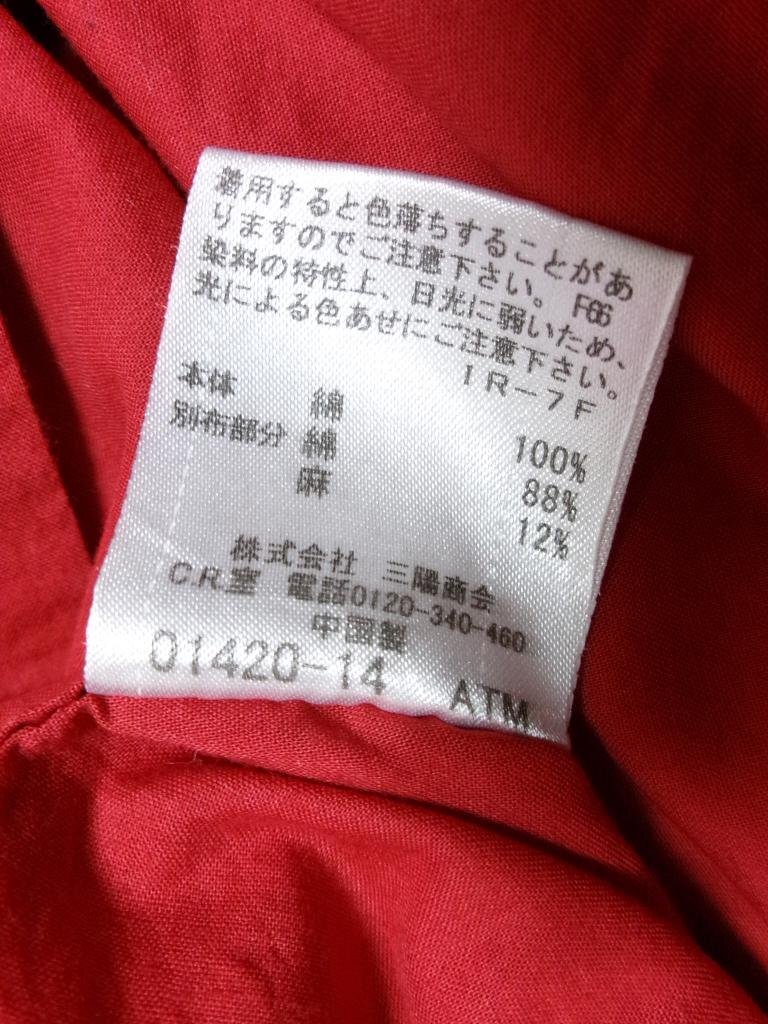 着用すると色落ちすることがあ
りますのでご注意下さい。 F66
染料の特性上、日光に弱いため、
光による色あせにご注意下さい。
IR-7F
本体 綿 100%
別布部分 綿 88%
麻 12%
株式会社 三陽商会
C.R.室 電話0120-340-460
中国製
01420-14 ATM